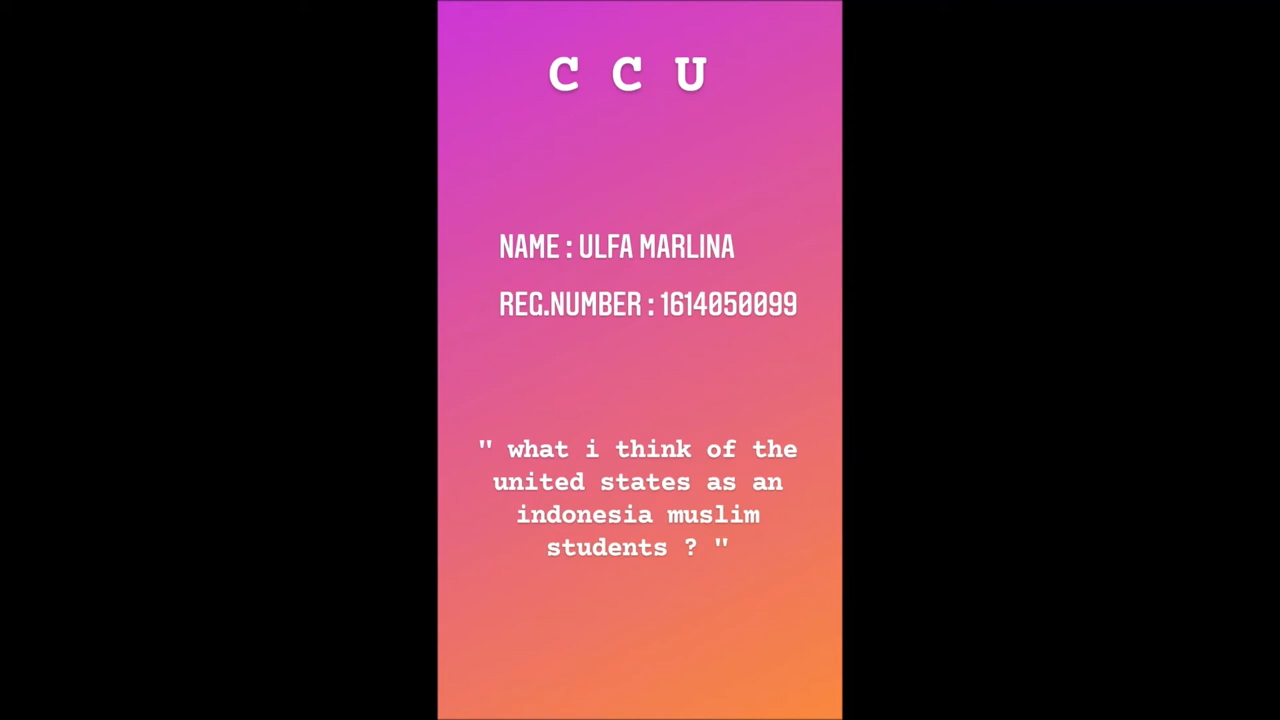 C C U
NAME : ULFA MARLINA
REG.NUMBER : 1614050099
" what i think of the
united states as an
indonesia muslim
students ? "